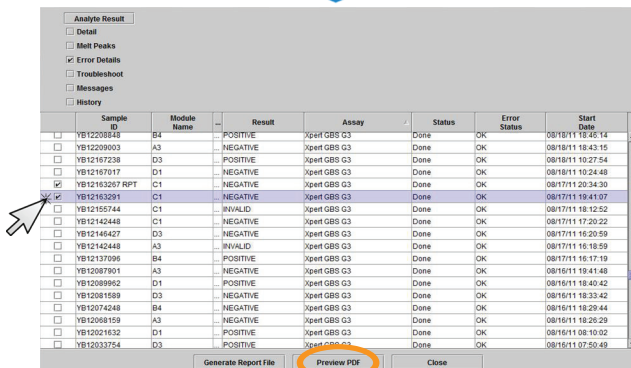 Analyte Result
Detail
Melt Peaks
Error Details
Troubleshoot
Messages
History
Sample ID Module Name ... Result Assay Status Error Status Start Date
YB12208848 B4 ... POSITIVE Xpert GBS G3 Done OK 08/18/11 18:46:14
YB12209003 A3 ... NEGATIVE Xpert GBS G3 Done OK 08/18/11 18:43:15
YB12167238 D3 ... POSITIVE Xpert GBS G3 Done OK 08/18/11 10:27:54
YB12167017 D1 ... NEGATIVE Xpert GBS G3 Done OK 08/18/11 10:24:48
YB12163267 RPT C1 ... NEGATIVE Xpert GBS G3 Done OK 08/17/11 20:34:30
YB12163291 C1 ... NEGATIVE Xpert GBS G3 Done OK 08/17/11 19:41:07
YB12155744 C1 ... INVALID Xpert GBS G3 Done OK 08/17/11 18:12:52
YB12142448 C1 ... NEGATIVE Xpert GBS G3 Done OK 08/17/11 17:20:22
YB12146427 D3 ... NEGATIVE Xpert GBS G3 Done OK 08/17/11 16:20:59
YB12142448 A3 ... INVALID Xpert GBS G3 Done OK 08/17/11 16:18:59
YB12137096 B4 ... POSITIVE Xpert GBS G3 Done OK 08/17/11 16:17:19
YB12087901 A3 ... NEGATIVE Xpert GBS G3 Done OK 08/16/11 19:41:48
YB12089962 D1 ... POSITIVE Xpert GBS G3 Done OK 08/16/11 18:40:42
YB12081589 D3 ... NEGATIVE Xpert GBS G3 Done OK 08/16/11 18:33:42
YB12074248 B4 ... NEGATIVE Xpert GBS G3 Done OK 08/16/11 18:29:44
YB12068159 A3 ... NEGATIVE Xpert GBS G3 Done OK 08/16/11 18:26:29
YB12021632 D1 ... POSITIVE Xpert GBS G3 Done OK 08/16/11 08:10:02
YB12033754 D3 ... POSITIVE Xpert GBS G3 Done OK 08/16/11 07:50:49
Generate Report File Preview PDF Close